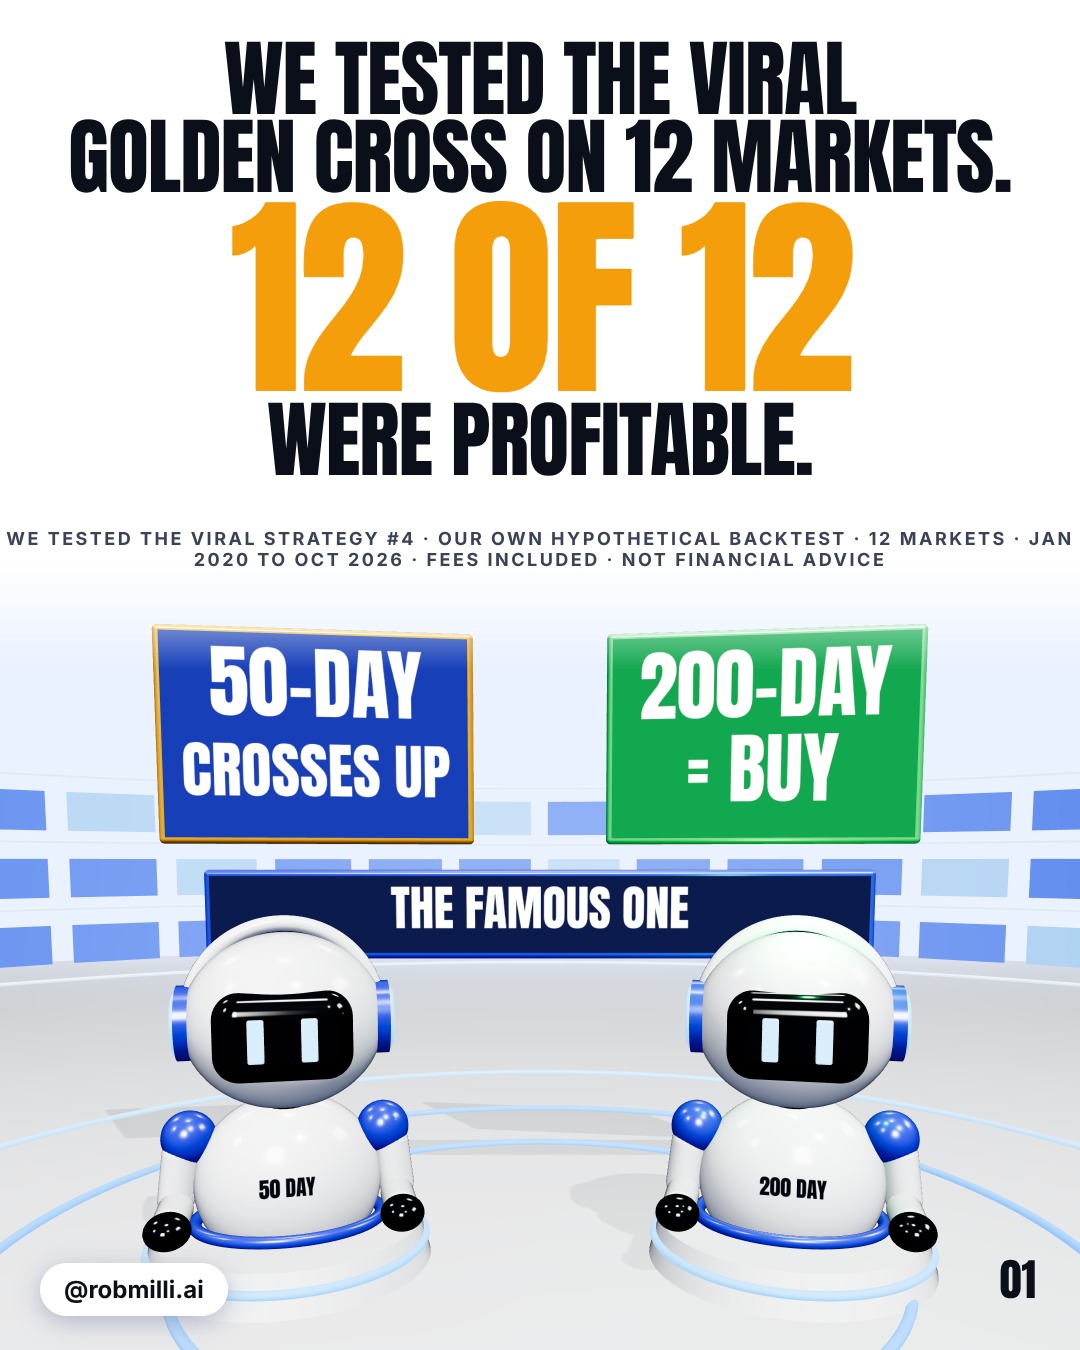 WE TESTED THE VIRAL
GOLDEN CROSS ON 12 MARKETS.
12 OF 12
WERE PROFITABLE.
WE TESTED THE VIRAL STRATEGY #4 · OUR OWN HYPOTHETICAL BACKTEST · 12 MARKETS · JAN
2020 TO OCT 2026 · FEES INCLUDED · NOT FINANCIAL ADVICE
50-DAY
CROSSES UP
200-DAY
= BUY
THE FAMOUS ONE
50 DAY
200 DAY
@robmilli.ai
01